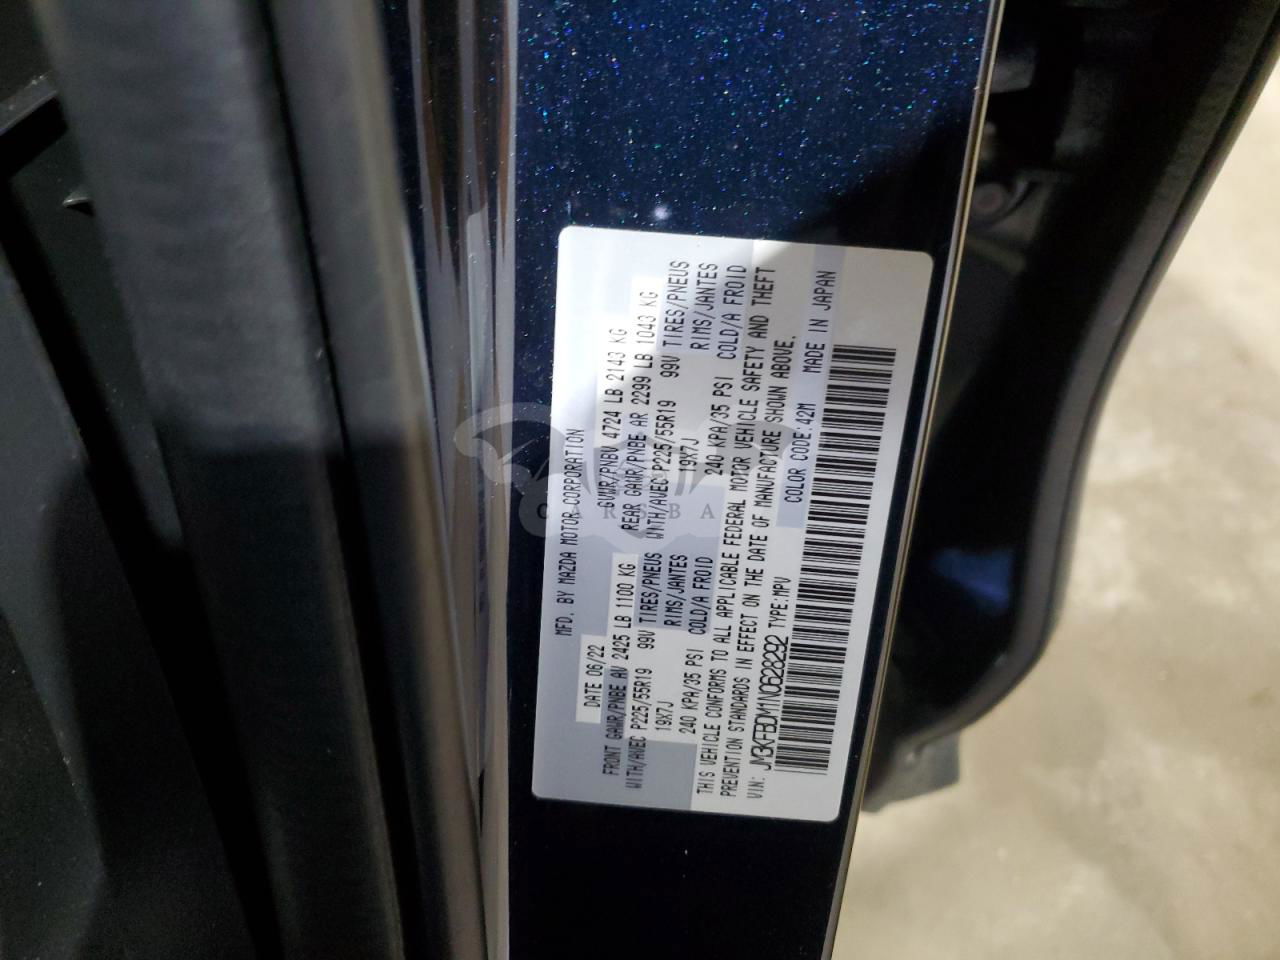 MFD. BY MAZDA MOTOR CORPORATION
DATE 06/22 GVWR/PNBV 4724 LB 2143 KG
FRONT GAWR/PNBE AV 2425 LB 1100 KG REAR GAWR/PNBE AR 2299 LB 1043 KG
WITH/AVEC P225/55R19 99V TIRES/PNEUS WITH/AVEC P225/55R19 99V TIRES/PNEUS
19X7J RIMS/JANTES 19X7J RIMS/JANTES
240 KPA/35 PSI COLD/A FROID 240 KPA/35 PSI COLD/A FROID
THIS VEHICLE CONFORMS TO ALL APPLICABLE FEDERAL MOTOR VEHICLE SAFETY AND THEFT
PREVENTION STANDARDS IN EFFECT ON THE DATE OF MANUFACTURE SHOWN ABOVE.
VIN: JM3KFBDM1N0628292 TYPE:MPV COLOR CODE:42M MADE IN JAPAN